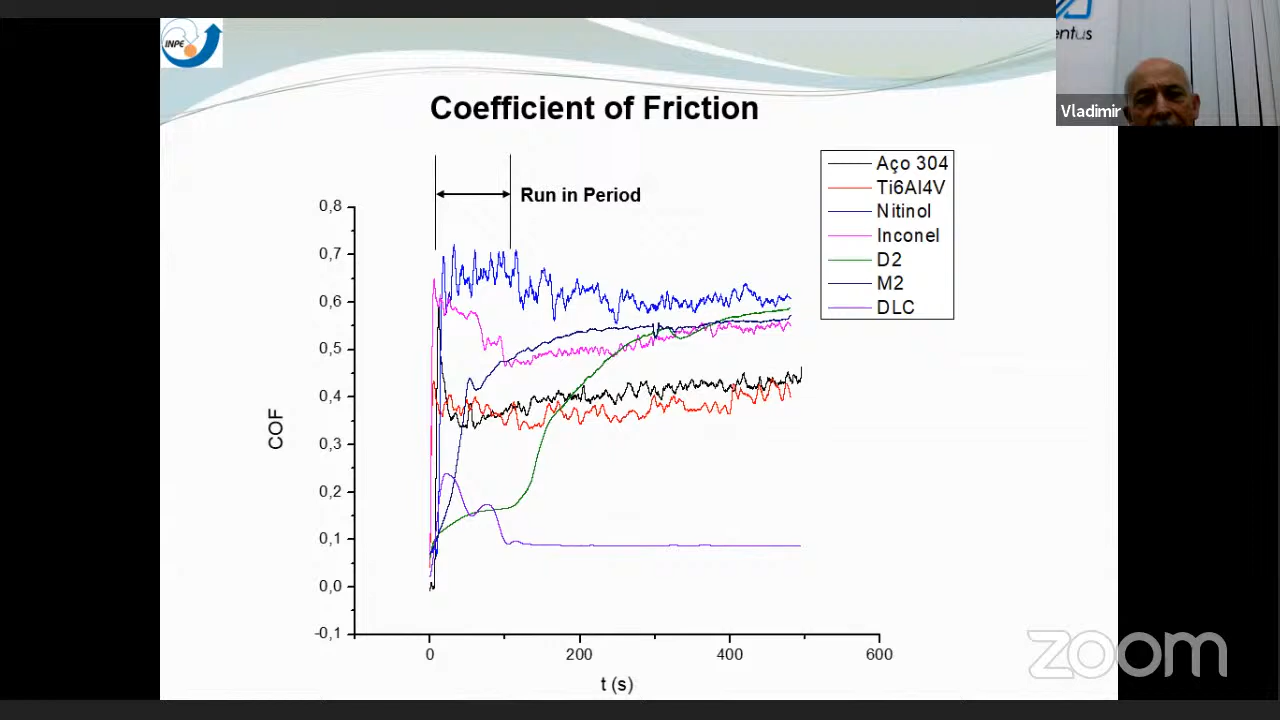 INPE
entus
Vladimir
Coefficient of Friction
Run in Period
Aço 304
Ti6Al4V
Nitinol
Inconel
D2
M2
DLC
0,8
0,7
0,6
0,5
0,4
0,3
0,2
0,1
0,0
-0,1
COF
0
200
400
600
t (s)
zoom